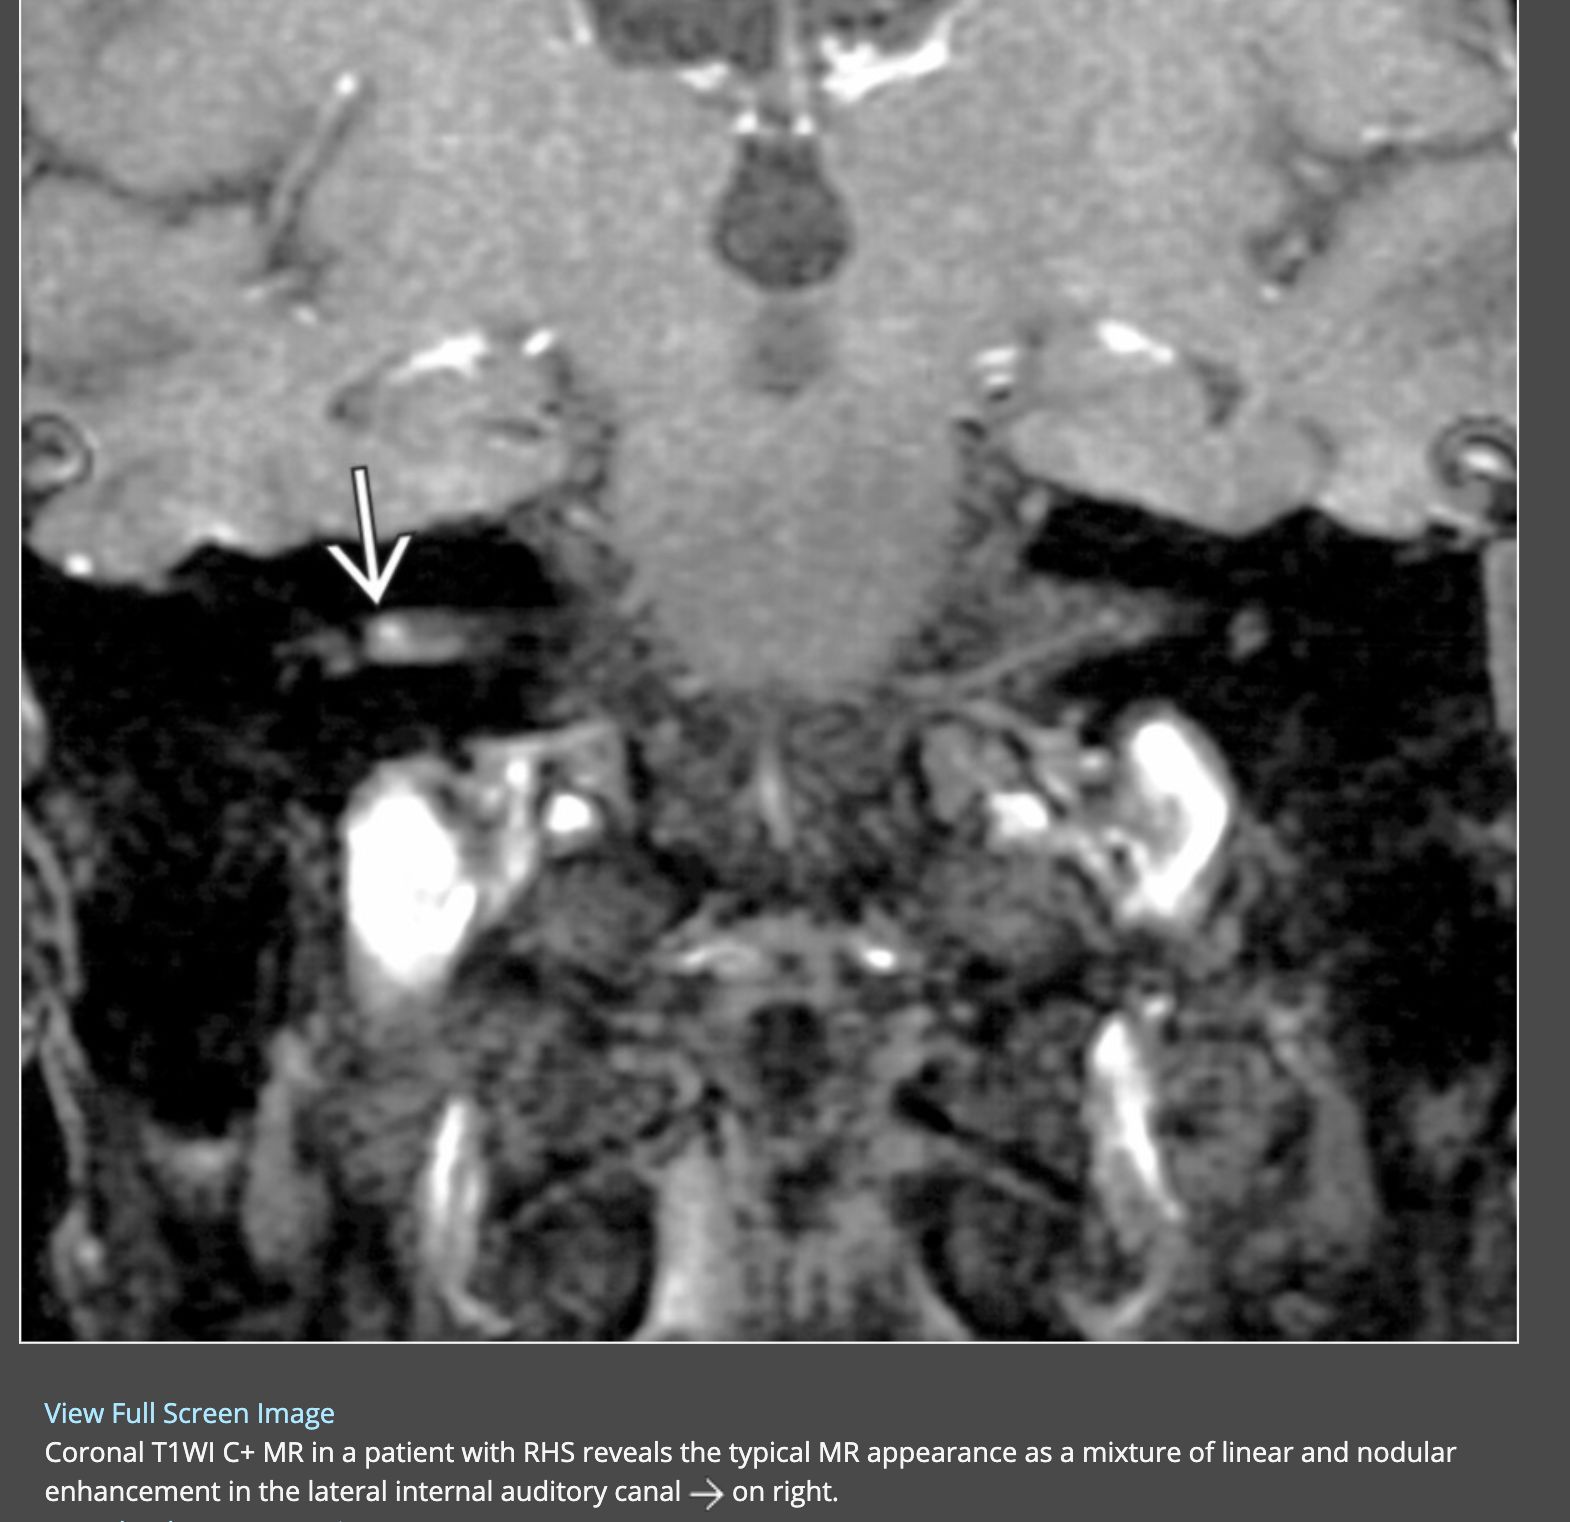 View Full Screen Image
Coronal T1WI C+ MR in a patient with RHS reveals the typical MR appearance as a mixture of linear and nodular
enhancement in the lateral internal auditory canal → on right.